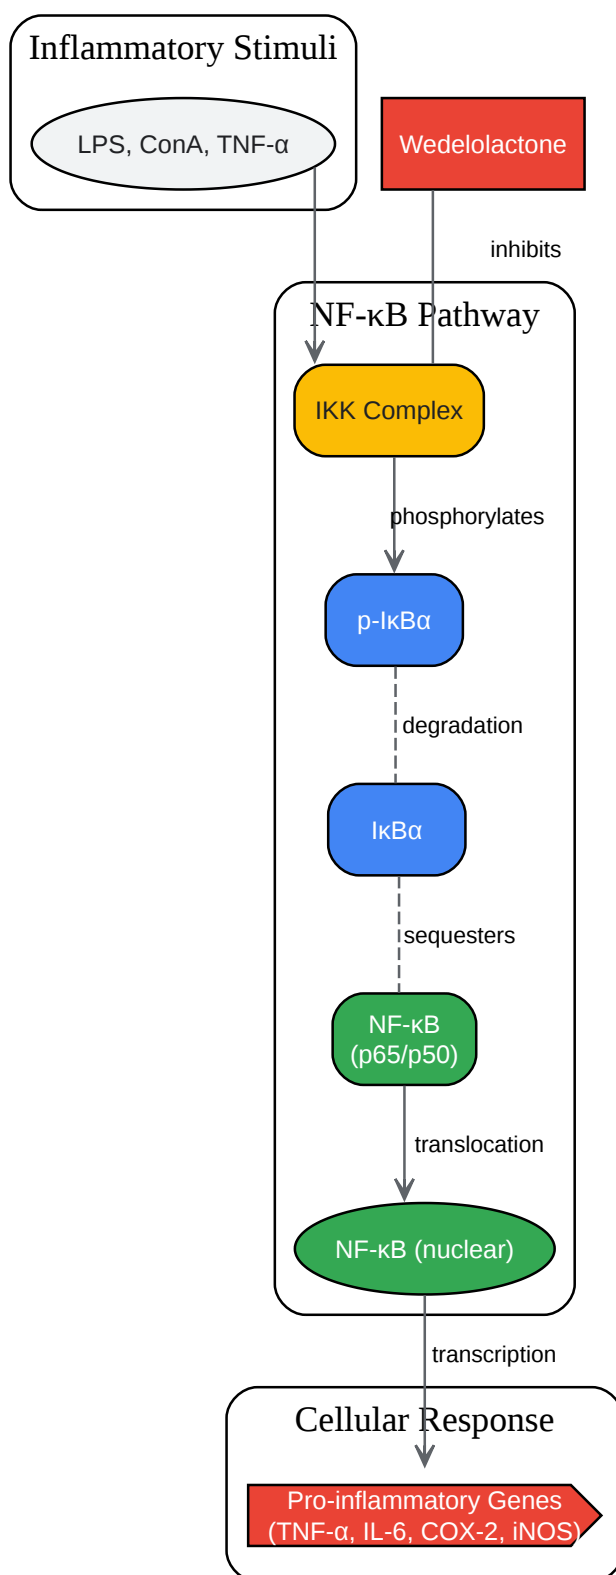 Inflammatory Stimuli
LPS, ConA, TNF-α
Wedelolactone
inhibits
NF-κB Pathway
IKK Complex
phosphorylates
p-IκBα
degradation
IκBα
sequesters
NF-κB
(p65/p50)
translocation
NF-κB (nuclear)
transcription
Cellular Response
Pro-inflammatory Genes
(TNF-α, IL-6, COX-2, iNOS)